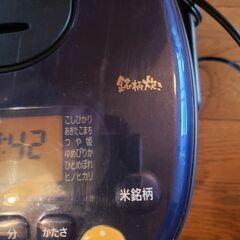 銘柄炊き
こしひかり
あきたこまち
つや姫
ゆめぴりか
ひとめぼれ
ヒノヒカリ
:42
米銘柄
分
かたさ